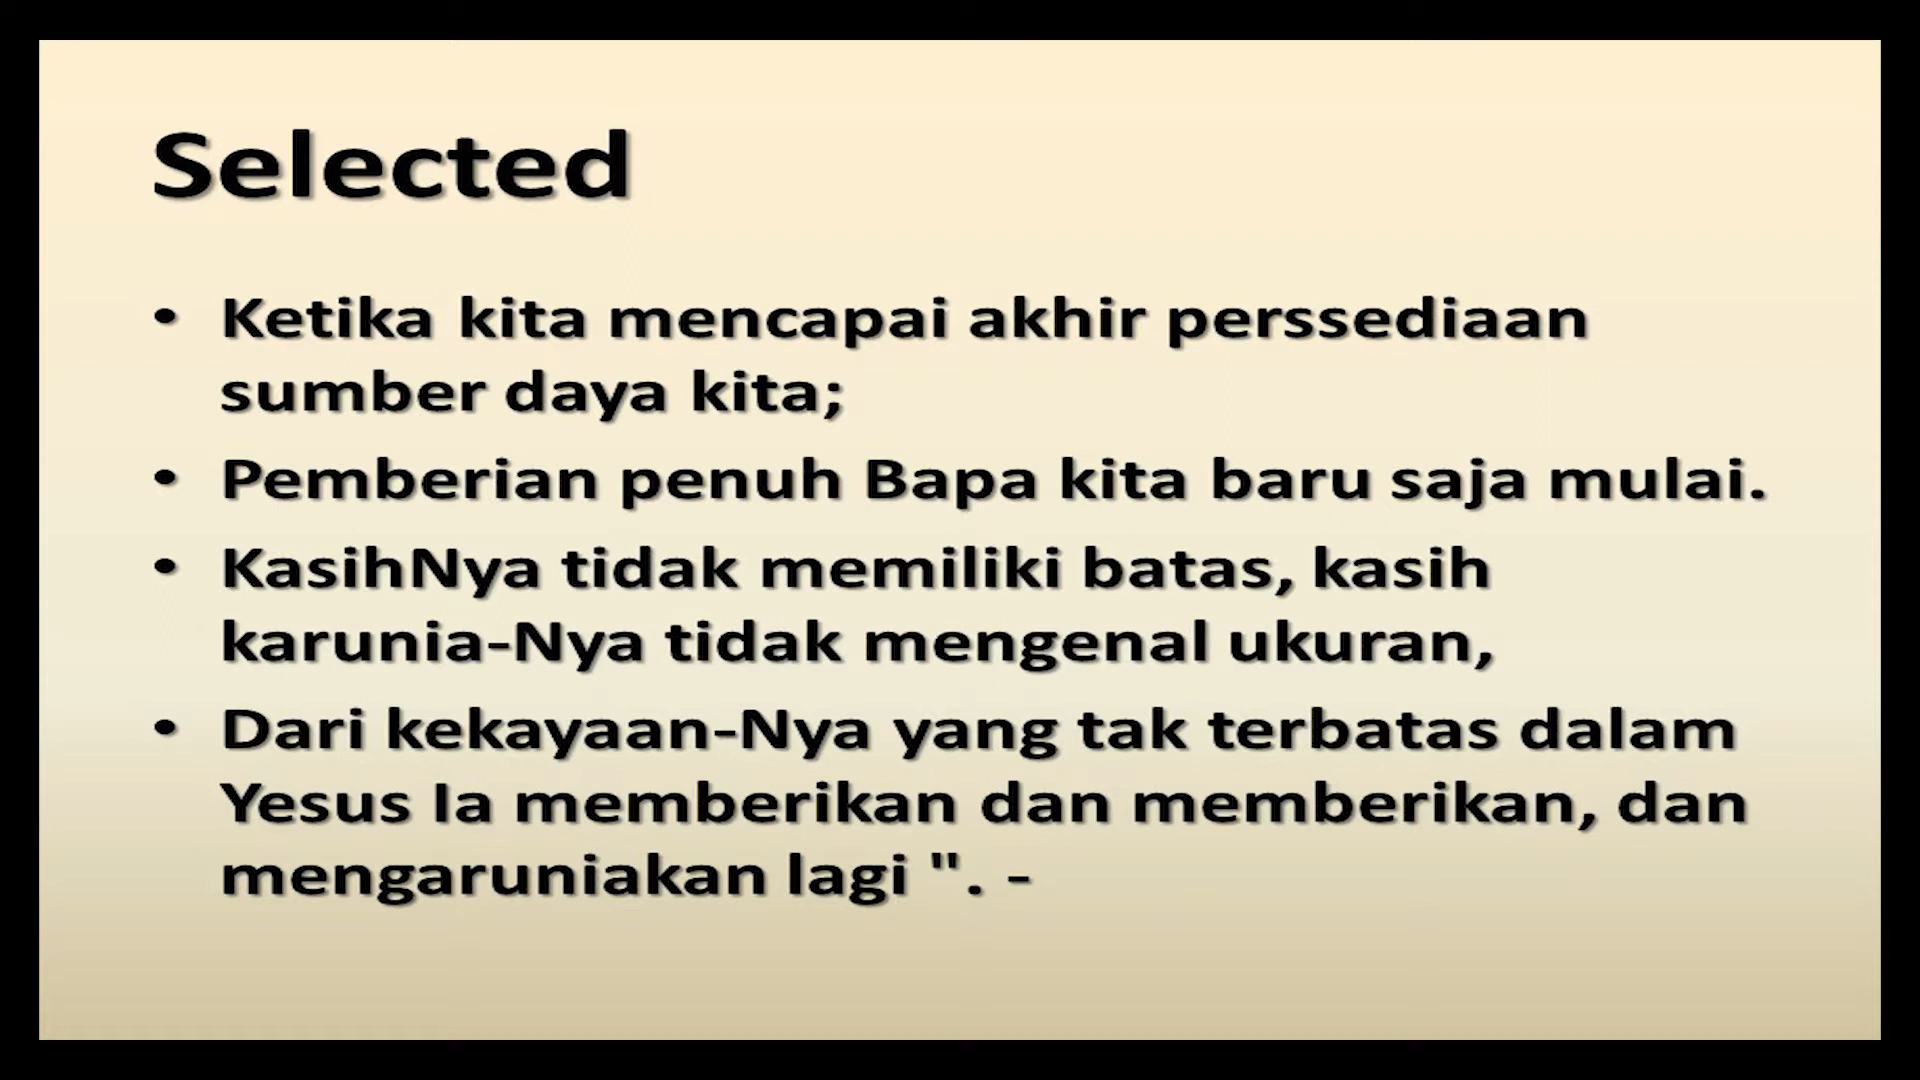 Selected
• Ketika kita mencapai akhir perssediaan
sumber daya kita;
• Pemberian penuh Bapa kita baru saja mulai.
• KasihNya tidak memiliki batas, kasih
karunia-Nya tidak mengenal ukuran,
• Dari kekayaan-Nya yang tak terbatas dalam
Yesus Ia memberikan dan memberikan, dan
mengaruniakan lagi ". -